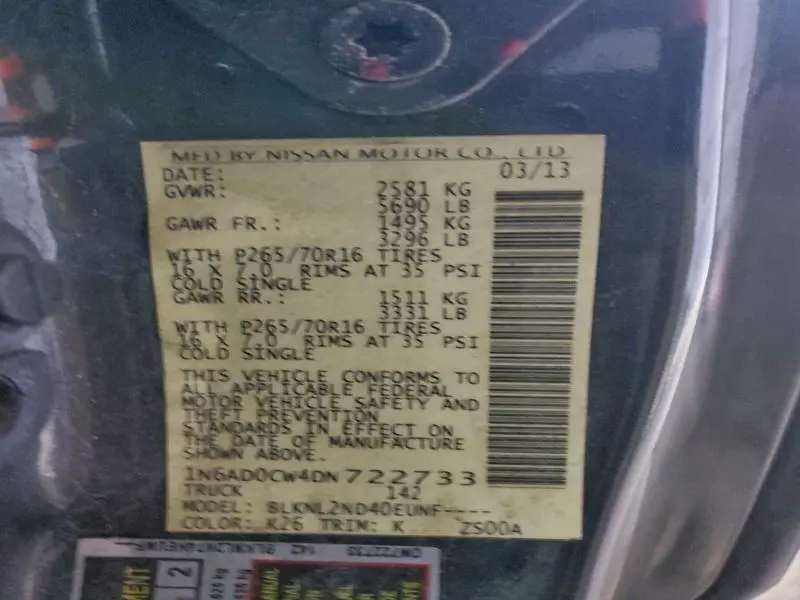 MFD BY NISSAN MOTOR CO., LTD
DATE: 03/13
GVWR: 2581 KG
5690 LB
GAWR FR.: 1495 KG
3296 LB
WITH P265/70R16 TIRES
16 X 7.0 RIMS AT 35 PSI
COLD SINGLE
GAWR RR.: 1511 KG
3331 LB
WITH P265/70R16 TIRES
16 X 7.0 RIMS AT 35 PSI
COLD SINGLE
THIS VEHICLE CONFORMS TO
ALL APPLICABLE FEDERAL
MOTOR VEHICLE SAFETY AND
THEFT PREVENTION
STANDARDS IN EFFECT ON
THE DATE OF MANUFACTURE
SHOWN ABOVE.
1N6AD0CW4DN722733
TRUCK 142
MODEL: BLKNL2ND40EUNF----
COLOR: K26 TRIM: K ZS00A
DN722733 142
2